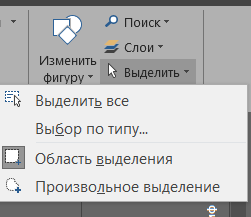 Поиск
Слои
Изменить
фигуру
Выделить
Выделить все
Выбор по типу...
Область выделения
Произвольное выделение